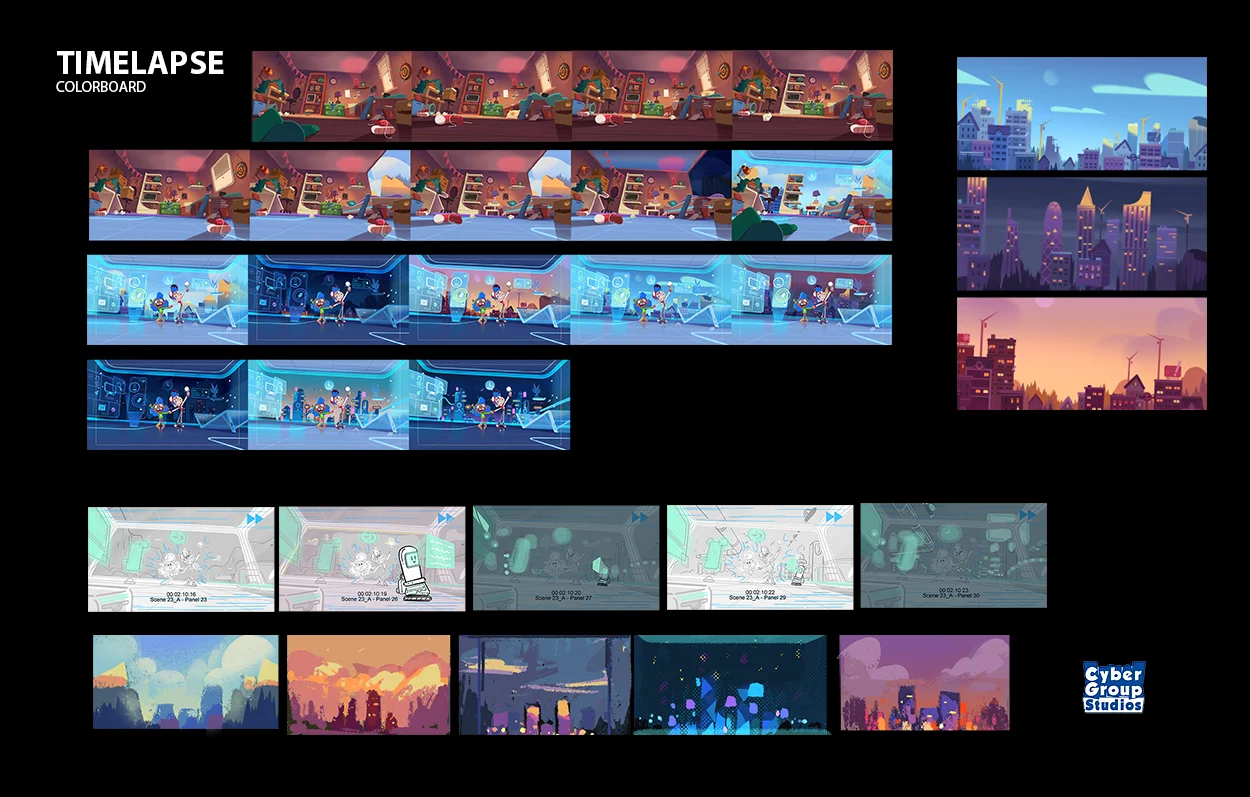 TIMELAPSE
COLORBOARD
00:02:10:16
Scene 23_A - Panel 23
00:02:10:19
Scene 23_A - Panel 26
00:02:10:20
Scene 23_A - Panel 27
00:02:10:22
Scene 23_A - Panel 29
00:02:10:23
Scene 23_A - Panel 30
Cyber
Group
Studios